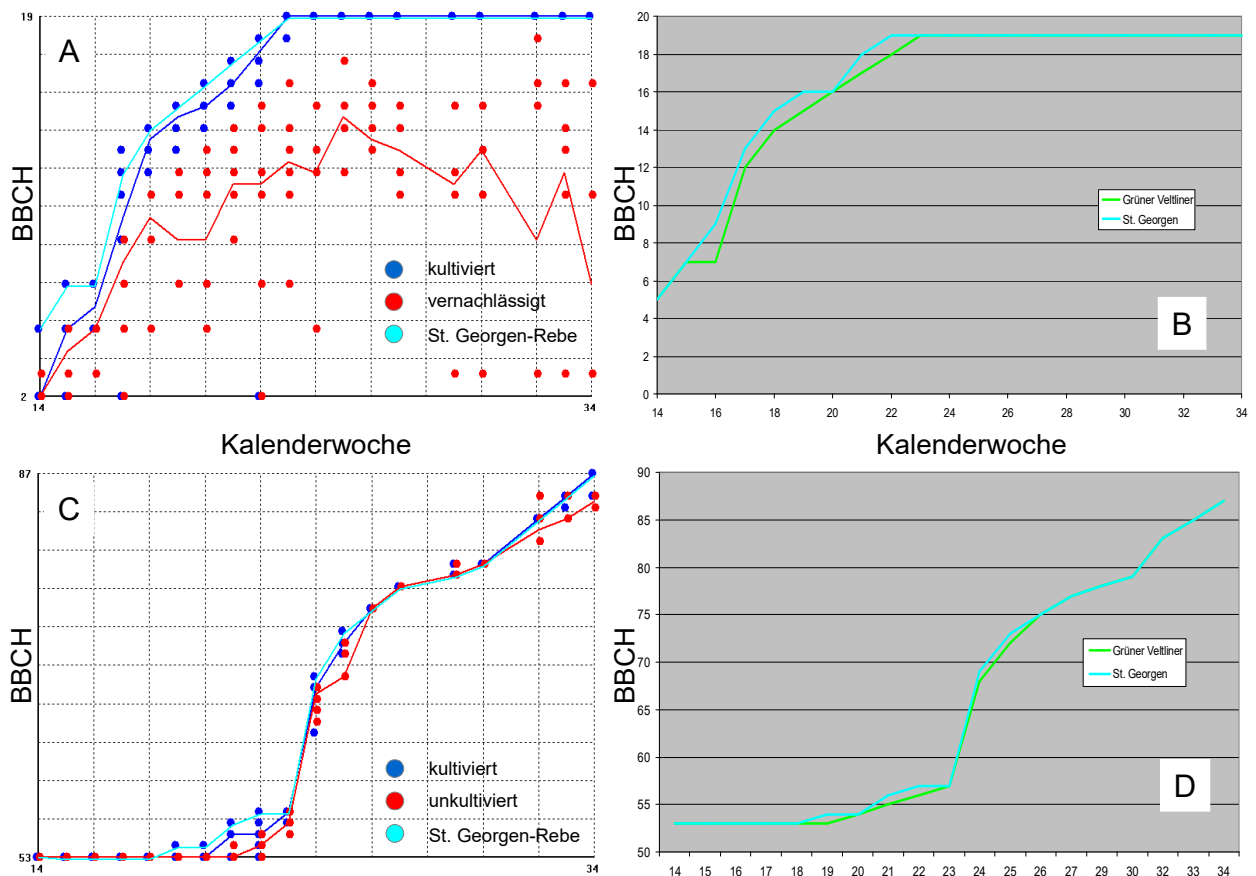 A
19
BBCH
2
14
34
kultiviert
vernachlässigt
St. Georgen-Rebe
Kalenderwoche
B
20
18
16
14
12
10
8
6
4
2
0
BBCH
14 16 18 20 22 24 26 28 30 32 34
Grüner Veltliner
St. Georgen
Kalenderwoche
C
87
BBCH
53
14
34
kultiviert
unkultiviert
St. Georgen-Rebe
D
90
85
80
75
70
65
60
55
50
BBCH
14 15 16 17 18 19 20 21 22 23 24 25 26 27 29 30 32 33 34
Grüner Veltliner
St. Georgen